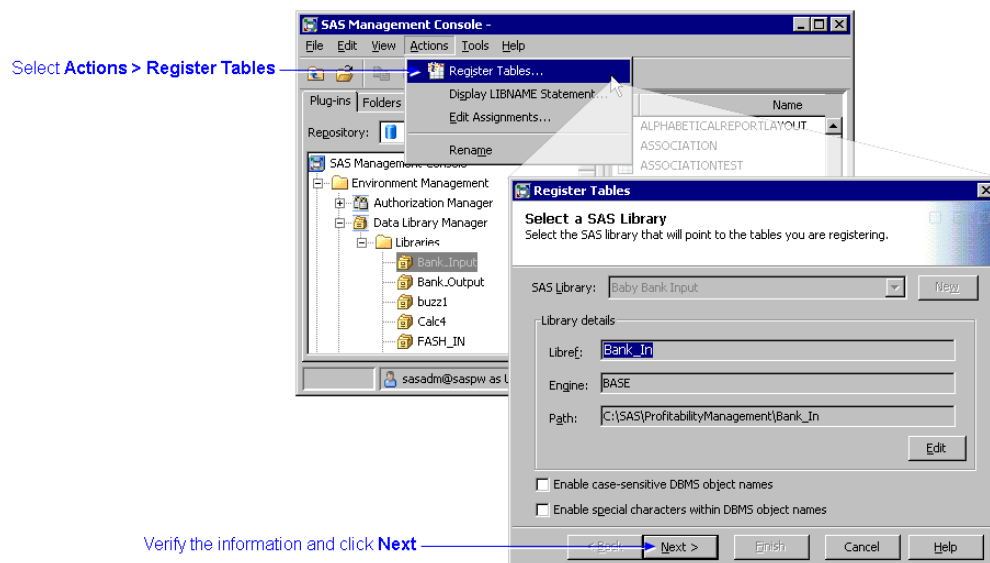 SAS Management Console -
File Edit View Actions Tools Help
Select Actions > Register Tables
Register Tables...
Display LIBNAME Statement...
Edit Assignments...
Rename
Plug-ins Folders
Repository:
Name
ALPHABETICALREPORTLAYOUT
ASSOCIATION
ASSOCIATIONTEST
SAS Management Console
Environment Management
Authorization Manager
Data Library Manager
Libraries
Bank_Input
Bank_Output
buzz1
Calc4
FASH_IN
sasadm@saspw as
Register Tables
Select a SAS Library
Select the SAS library that will point to the tables you are registering.
SAS Library: Baby Bank Input New
Library details
Libref: Bank_In
Engine: BASE
Path: C:\SAS\ProfitabilityManagement\Bank_In
Edit
Enable case-sensitive DBMS object names
Enable special characters within DBMS object names
Verify the information and click Next
< Back Next > Finish Cancel Help